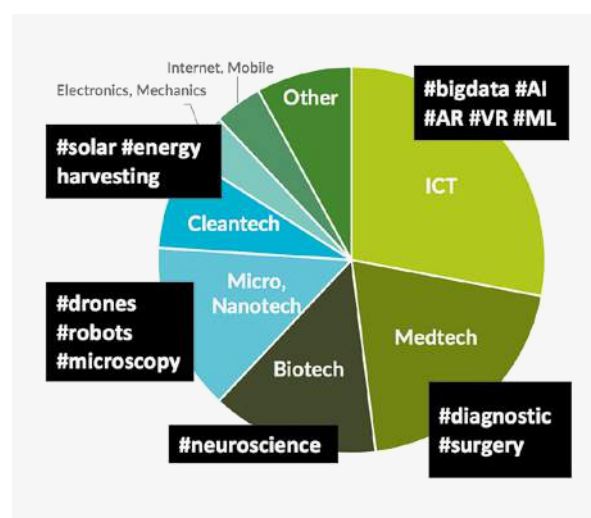 Internet, Mobile
Electronics, Mechanics
Other
#bigdata #AI
#AR #VR #ML
#solar #energy
harvesting
ICT
Cleantech
Micro,
Nanotech
#drones
#robots
#microscopy
Medtech
Biotech
#diagnostic
#surgery
#neuroscience